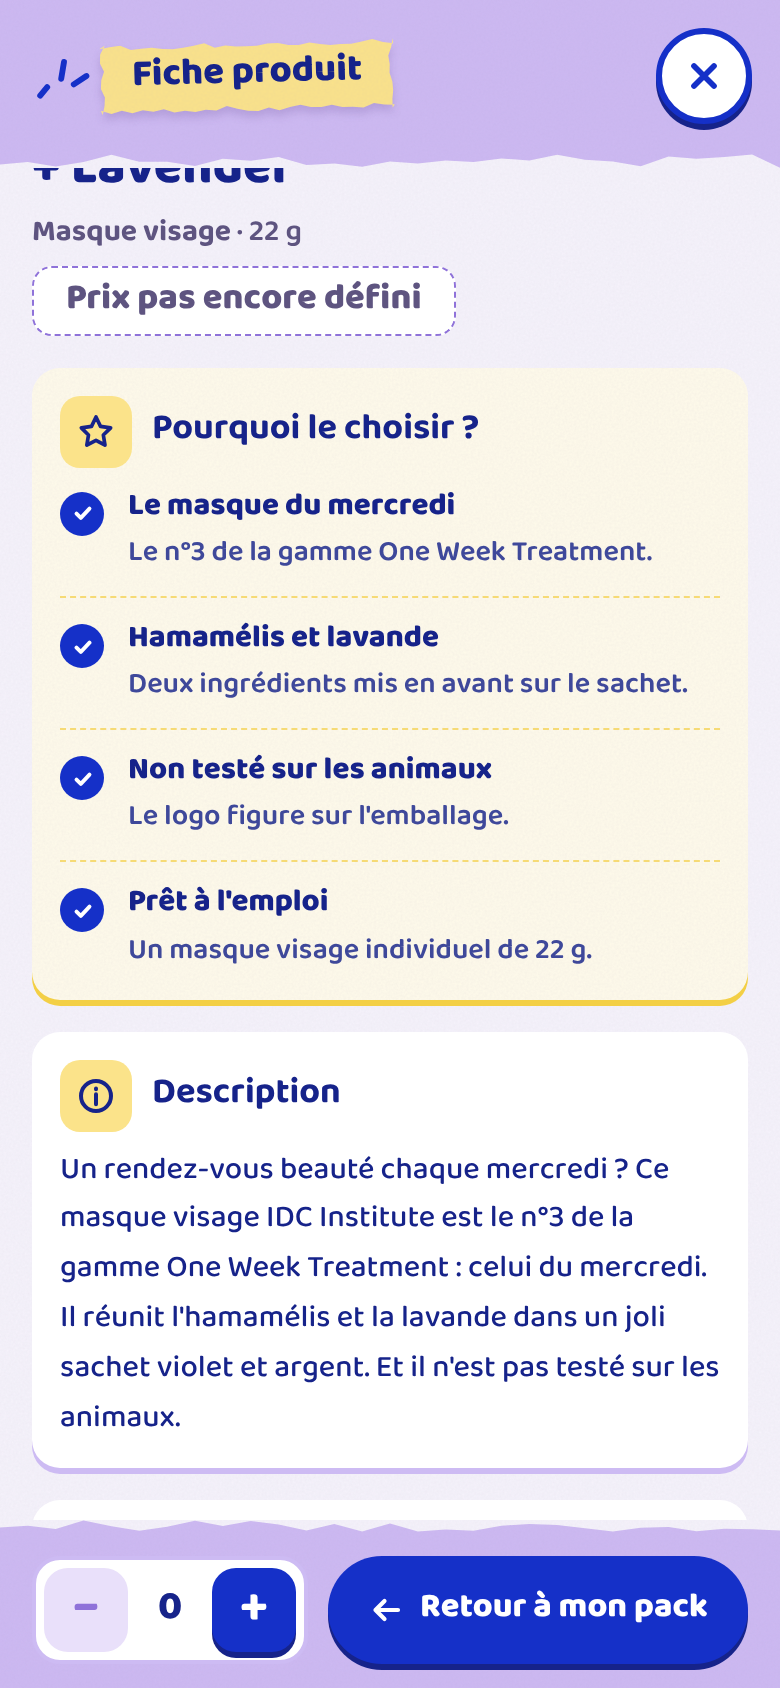 Fiche produit
+ Lavender
Masque visage · 22 g
Prix pas encore défini
Pourquoi le choisir ?
Le masque du mercredi
Le n°3 de la gamme One Week Treatment.
Hamamélis et lavande
Deux ingrédients mis en avant sur le sachet.
Non testé sur les animaux
Le logo figure sur l'emballage.
Prêt à l'emploi
Un masque visage individuel de 22 g.
Description
Un rendez-vous beauté chaque mercredi ? Ce
masque visage IDC Institute est le n°3 de la
gamme One Week Treatment : celui du mercredi.
Il réunit l'hamamélis et la lavande dans un joli
sachet violet et argent. Et il n'est pas testé sur les
animaux.
− 0 +
← Retour à mon pack